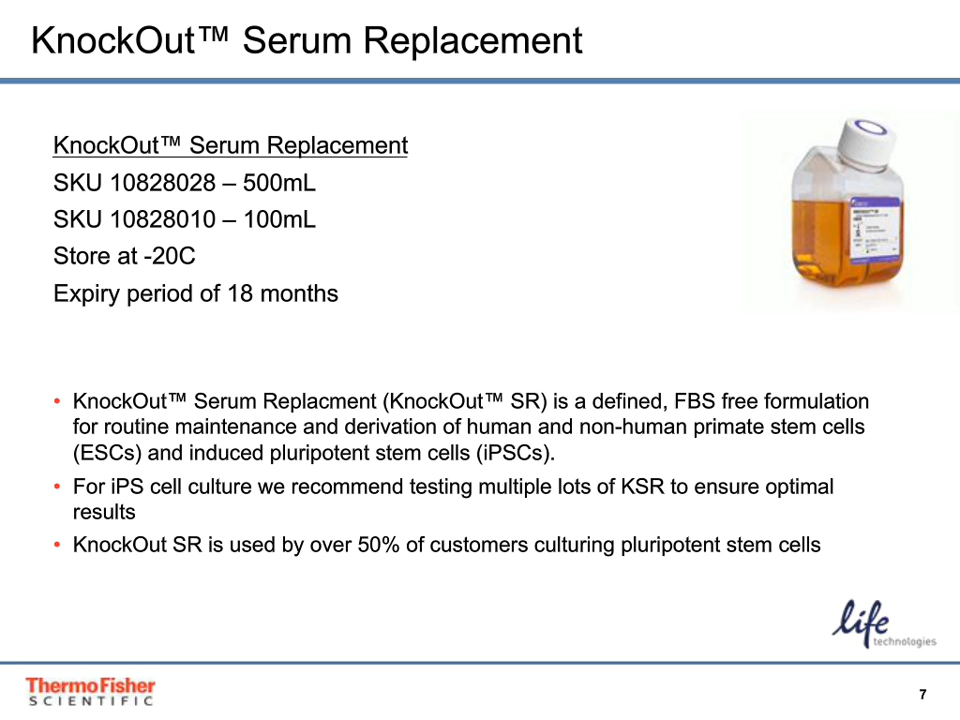 KnockOut™ Serum Replacement
KnockOut™ Serum Replacement
SKU 10828028 – 500mL
SKU 10828010 – 100mL
Store at -20C
Expiry period of 18 months
• KnockOut™ Serum Replacment (KnockOut™ SR) is a defined, FBS free formulation
for routine maintenance and derivation of human and non-human primate stem cells
(ESCs) and induced pluripotent stem cells (iPSCs).
• For iPS cell culture we recommend testing multiple lots of KSR to ensure optimal
results
• KnockOut SR is used by over 50% of customers culturing pluripotent stem cells
life
technologies
ThermoFisher
SCIENTIFIC
7